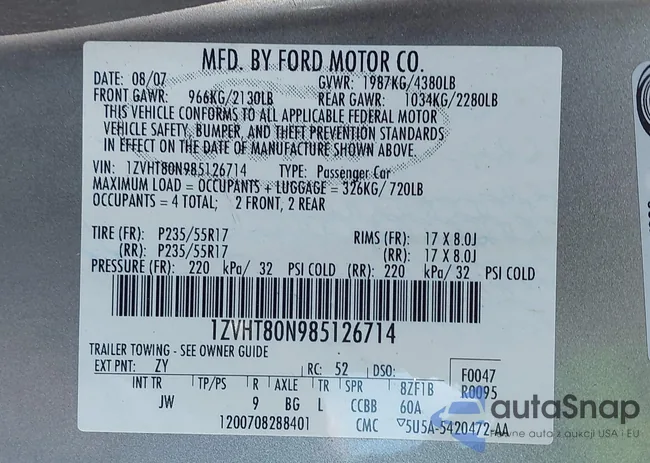 MFD. BY FORD MOTOR CO.
DATE: 08/07 GVWR: 1987KG/4380LB
FRONT GAWR: 966KG/2130LB REAR GAWR: 1034KG/2280LB
THIS VEHICLE CONFORMS TO ALL APPLICABLE FEDERAL MOTOR
VEHICLE SAFETY, BUMPER, AND THEFT PREVENTION STANDARDS
IN EFFECT ON THE DATE OF MANUFACTURE SHOWN ABOVE.
VIN: 1ZVHT80N985126714 TYPE: Passenger Car
MAXIMUM LOAD = OCCUPANTS + LUGGAGE = 326KG/720LB
OCCUPANTS = 4 TOTAL; 2 FRONT, 2 REAR
TIRE (FR): P235/55R17 RIMS (FR): 17 X 8.0J
(RR): P235/55R17 (RR): 17 X 8.0J
PRESSURE (FR): 220 kPa/ 32 PSI COLD (RR): 220 kPa/ 32 PSI COLD
1ZVHT80N985126714
TRAILER TOWING - SEE OWNER GUIDE
EXT PNT: ZY RC: 52 DSO: F0047
INT TR TP/PS R AXLE TR SPR 8ZF1B R0095
JW 9 BG L CCBB 60A
1200708288401 CMC 5U5A-5420472-AA
autoSnap
Pewne auto z aukcji USA i EU